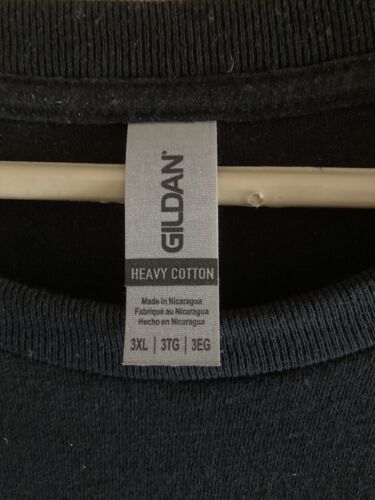 GILDAN
HEAVY COTTON
Made in Nicaragua
Fabriqué au Nicaragua
Hecho en Nicaragua
3XL | 3TG | 3EG